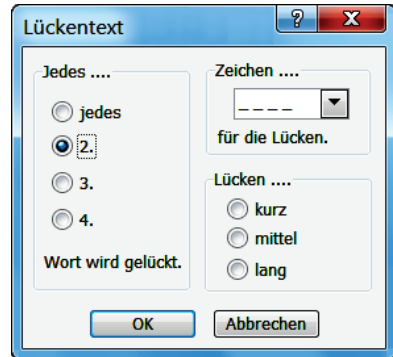 Lückentext
Jedes ....
jedes
2.
3.
4.
Wort wird gelückt.
Zeichen ....
_ _ _ _
für die Lücken.
Lücken ....
kurz
mittel
lang
OK
Abbrechen